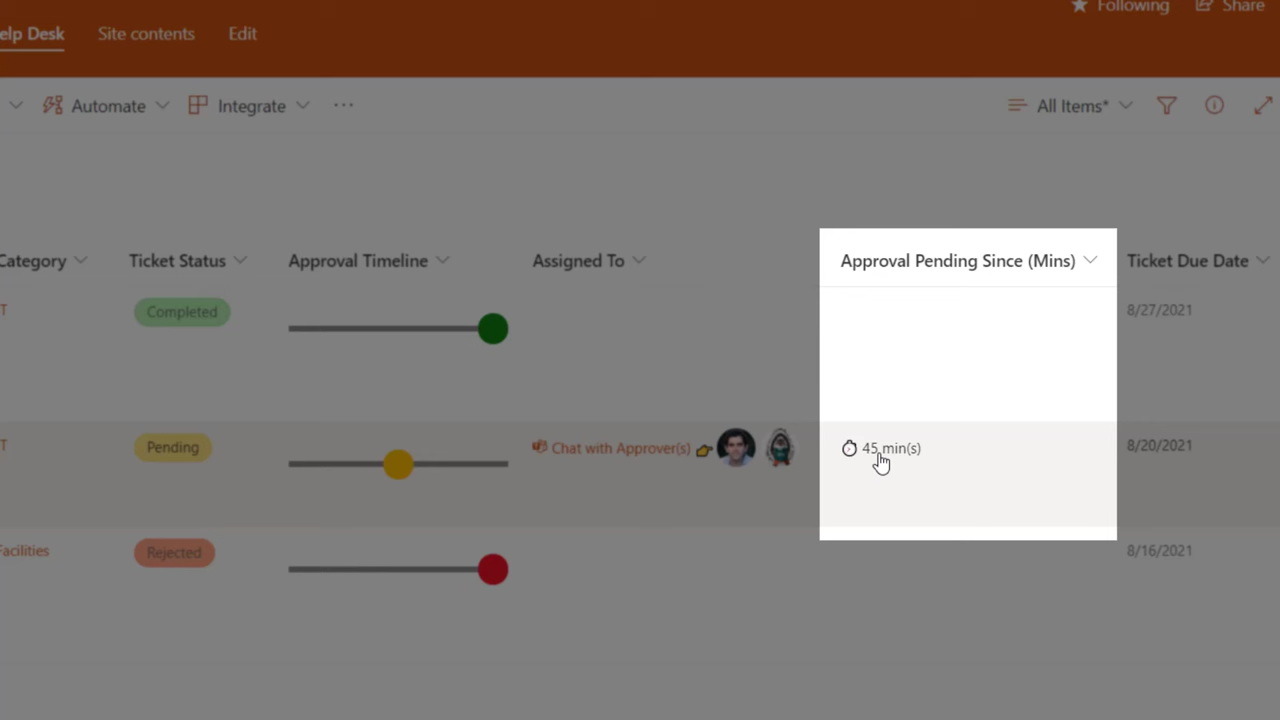 Following Share
elp Desk Site contents Edit
Automate Integrate ... All Items*
Category Ticket Status Approval Timeline Assigned To Approval Pending Since (Mins) Ticket Due Date
T Completed 8/27/2021
T Pending Chat with Approver(s) 45 min(s) 8/20/2021
Facilities Rejected 8/16/2021